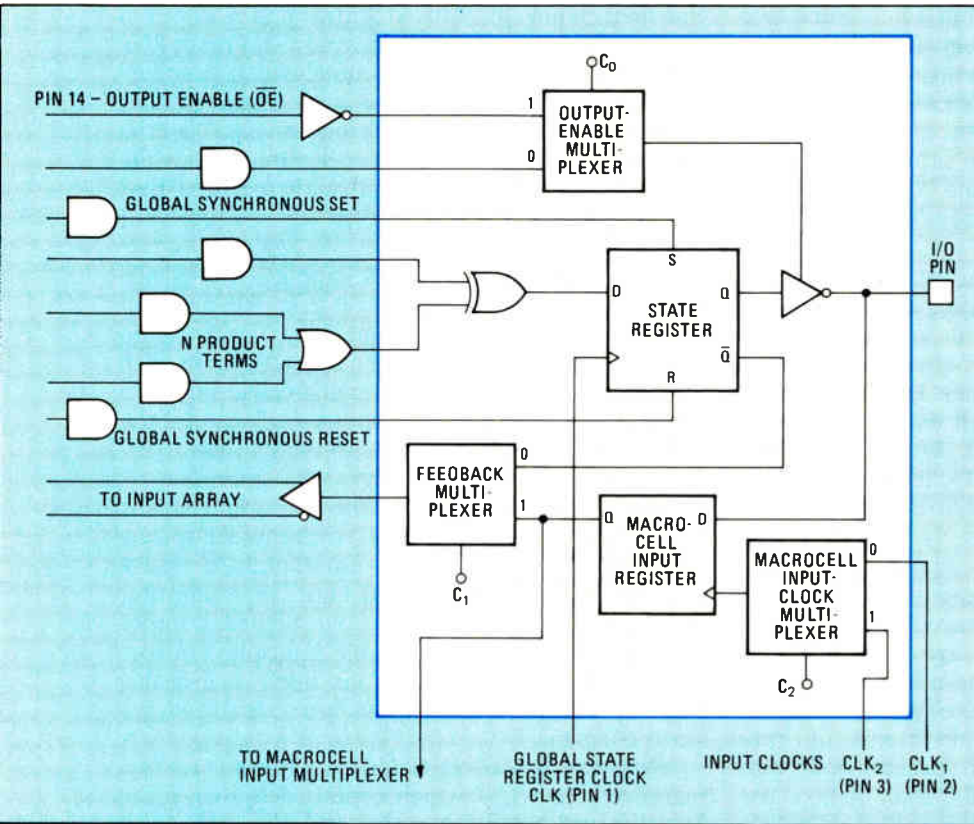 C0
PIN 14 – OUTPUT ENABLE (OE)
1
OUTPUT-
ENABLE
MULTI-
PLEXER
0
GLOBAL SYNCHRONOUS SET
S
D
STATE
REGISTER
Q
Q
R
I/O
PIN
N PRODUCT
TERMS
GLOBAL SYNCHRONOUS RESET
TO INPUT ARRAY
FEEDBACK
MULTI-
PLEXER
0
1
C1
Q
D
MACRO-
CELL
INPUT
REGISTER
MACROCELL
INPUT-
CLOCK
MULTI-
PLEXER
0
1
C2
TO MACROCELL
INPUT MULTIPLEXER
GLOBAL STATE
REGISTER CLOCK
CLK (PIN 1)
INPUT CLOCKS
CLK2
(PIN 3)
CLK1
(PIN 2)